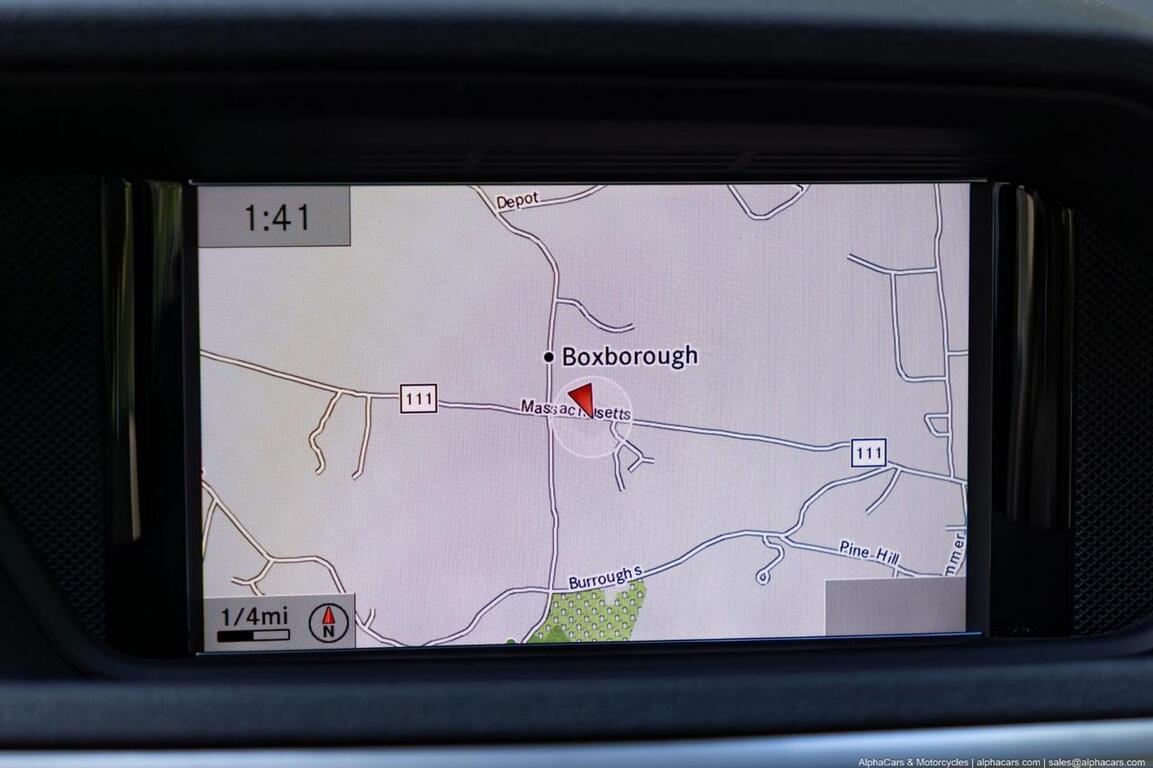 1:41
Depot
Boxborough
111
Massachusetts
111
Pine Hill
Burroughs
1/4mi
N
AlphaCars & Motorcycles | alphacars.com | sales@alphacars.com